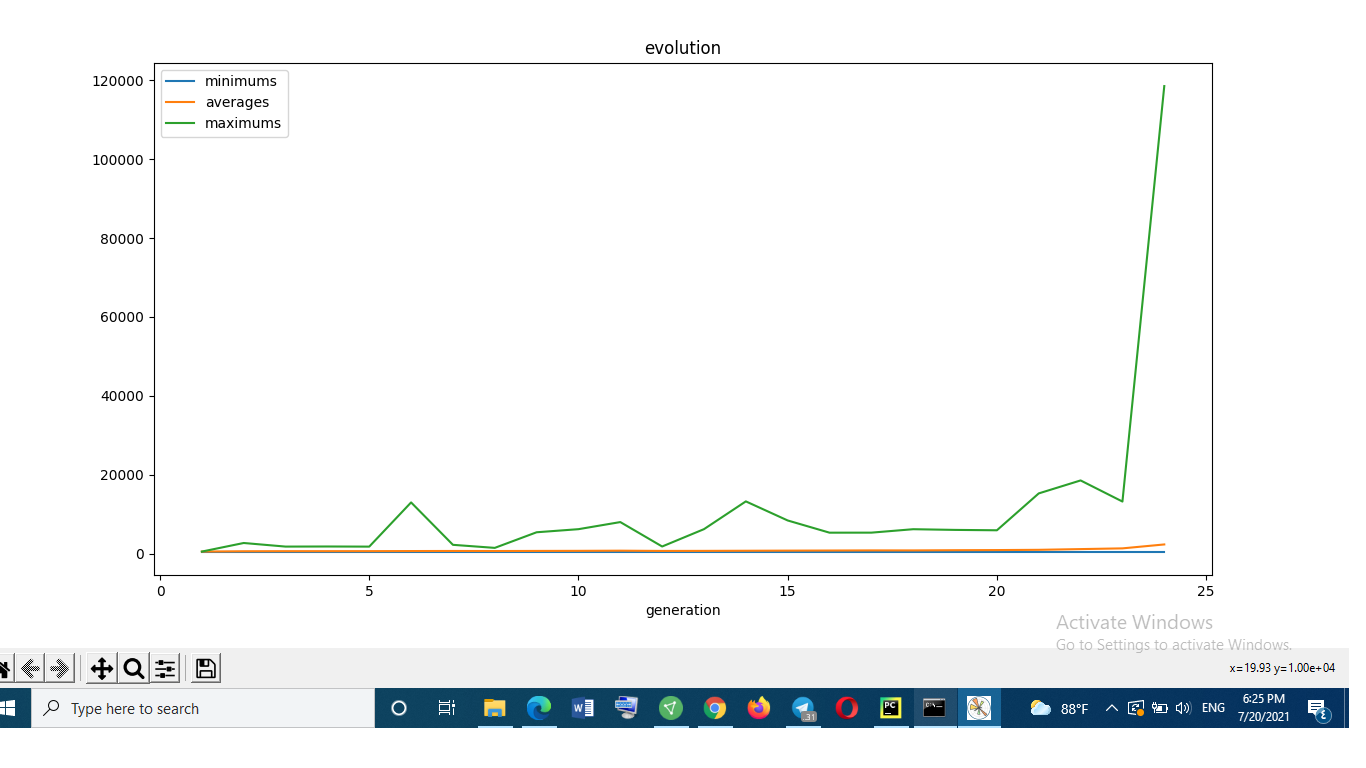 evolution
minimums
averages
maximums
120000
100000
80000
60000
40000
20000
0
0 5 10 15 20 25
generation
Activate Windows
Go to Settings to activate Windows.
x=19.93 y=1.00e+04
Type here to search
W
.31
PC
C:\.
88°F
ENG
6:25 PM
7/20/2021
٤